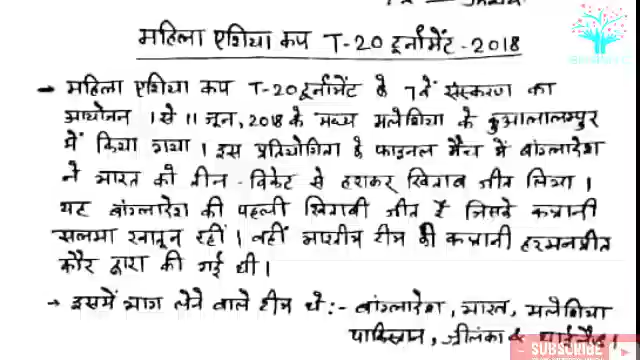 महिला एशिया कप T-20 टूर्नामेंट - 2018
→ महिला एशिया कप T-20 टूर्नामेंट के 7वें संस्करण का
आयोजन 1 से 11 जून, 2018 के मध्य मलेशिया के कुआलालम्पुर
में किया गया। इस प्रतियोगिता के फाइनल मैच में बांग्लादेश
ने भारत को तीन - विकेट से हराकर खिताब जीत लिया।
यह बांग्लादेश की पहली खिताबी जीत है जिसके कप्तानी
सलमा खातून रहीं। वहीं भारतीय टीम की कप्तानी हरमनप्रीत
कौर द्वारा की गई थी।
→ इसमें भाग लेने वाले टीम थे :- बांग्लादेश, भारत, मलेशिया
पाकिस्तान, श्रीलंका & थाईलैंड।
SUBSCRIBE